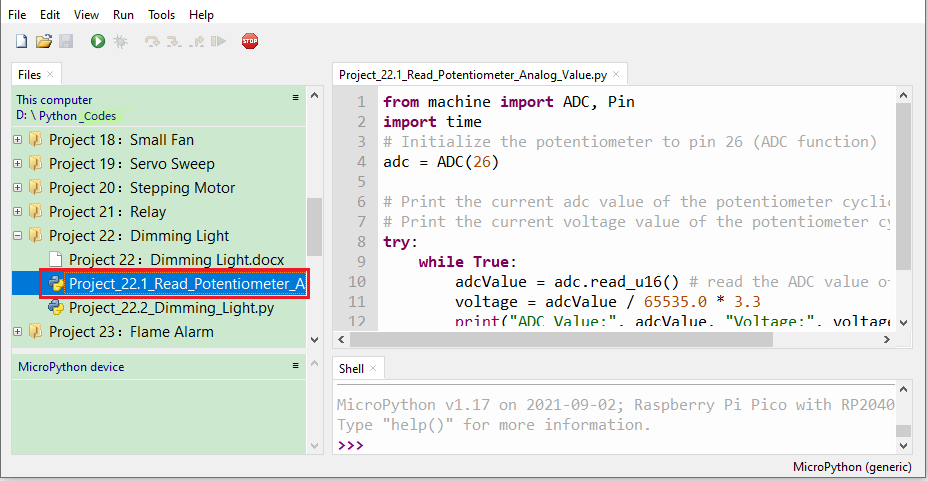 File Edit View Run Tools Help
STOP
Files
This computer
D: \ Python_Codes
Project 18：Small Fan
Project 19：Servo Sweep
Project 20：Stepping Motor
Project 21：Relay
Project 22：Dimming Light
Project 22：Dimming Light.docx
Project_22.1_Read_Potentiometer_A
Project_22.2_Dimming_Light.py
Project 23：Flame Alarm
MicroPython device
Project_22.1_Read_Potentiometer_Analog_Value.py
1 from machine import ADC, Pin
2 import time
3 # Initialize the potentiometer to pin 26 (ADC function)
4 adc = ADC(26)
5
6 # Print the current adc value of the potentiometer cyclic
7 # Print the current voltage value of the potentiometer cy
8 try:
9 while True:
10 adcValue = adc.read_u16() # read the ADC value o
11 voltage = adcValue / 65535.0 * 3.3
12 print("ADC Value:", adcValue, "Voltage:", voltage
Shell
MicroPython v1.17 on 2021-09-02; Raspberry Pi Pico with RP2040
Type "help()" for more information.
>>>
MicroPython (generic)